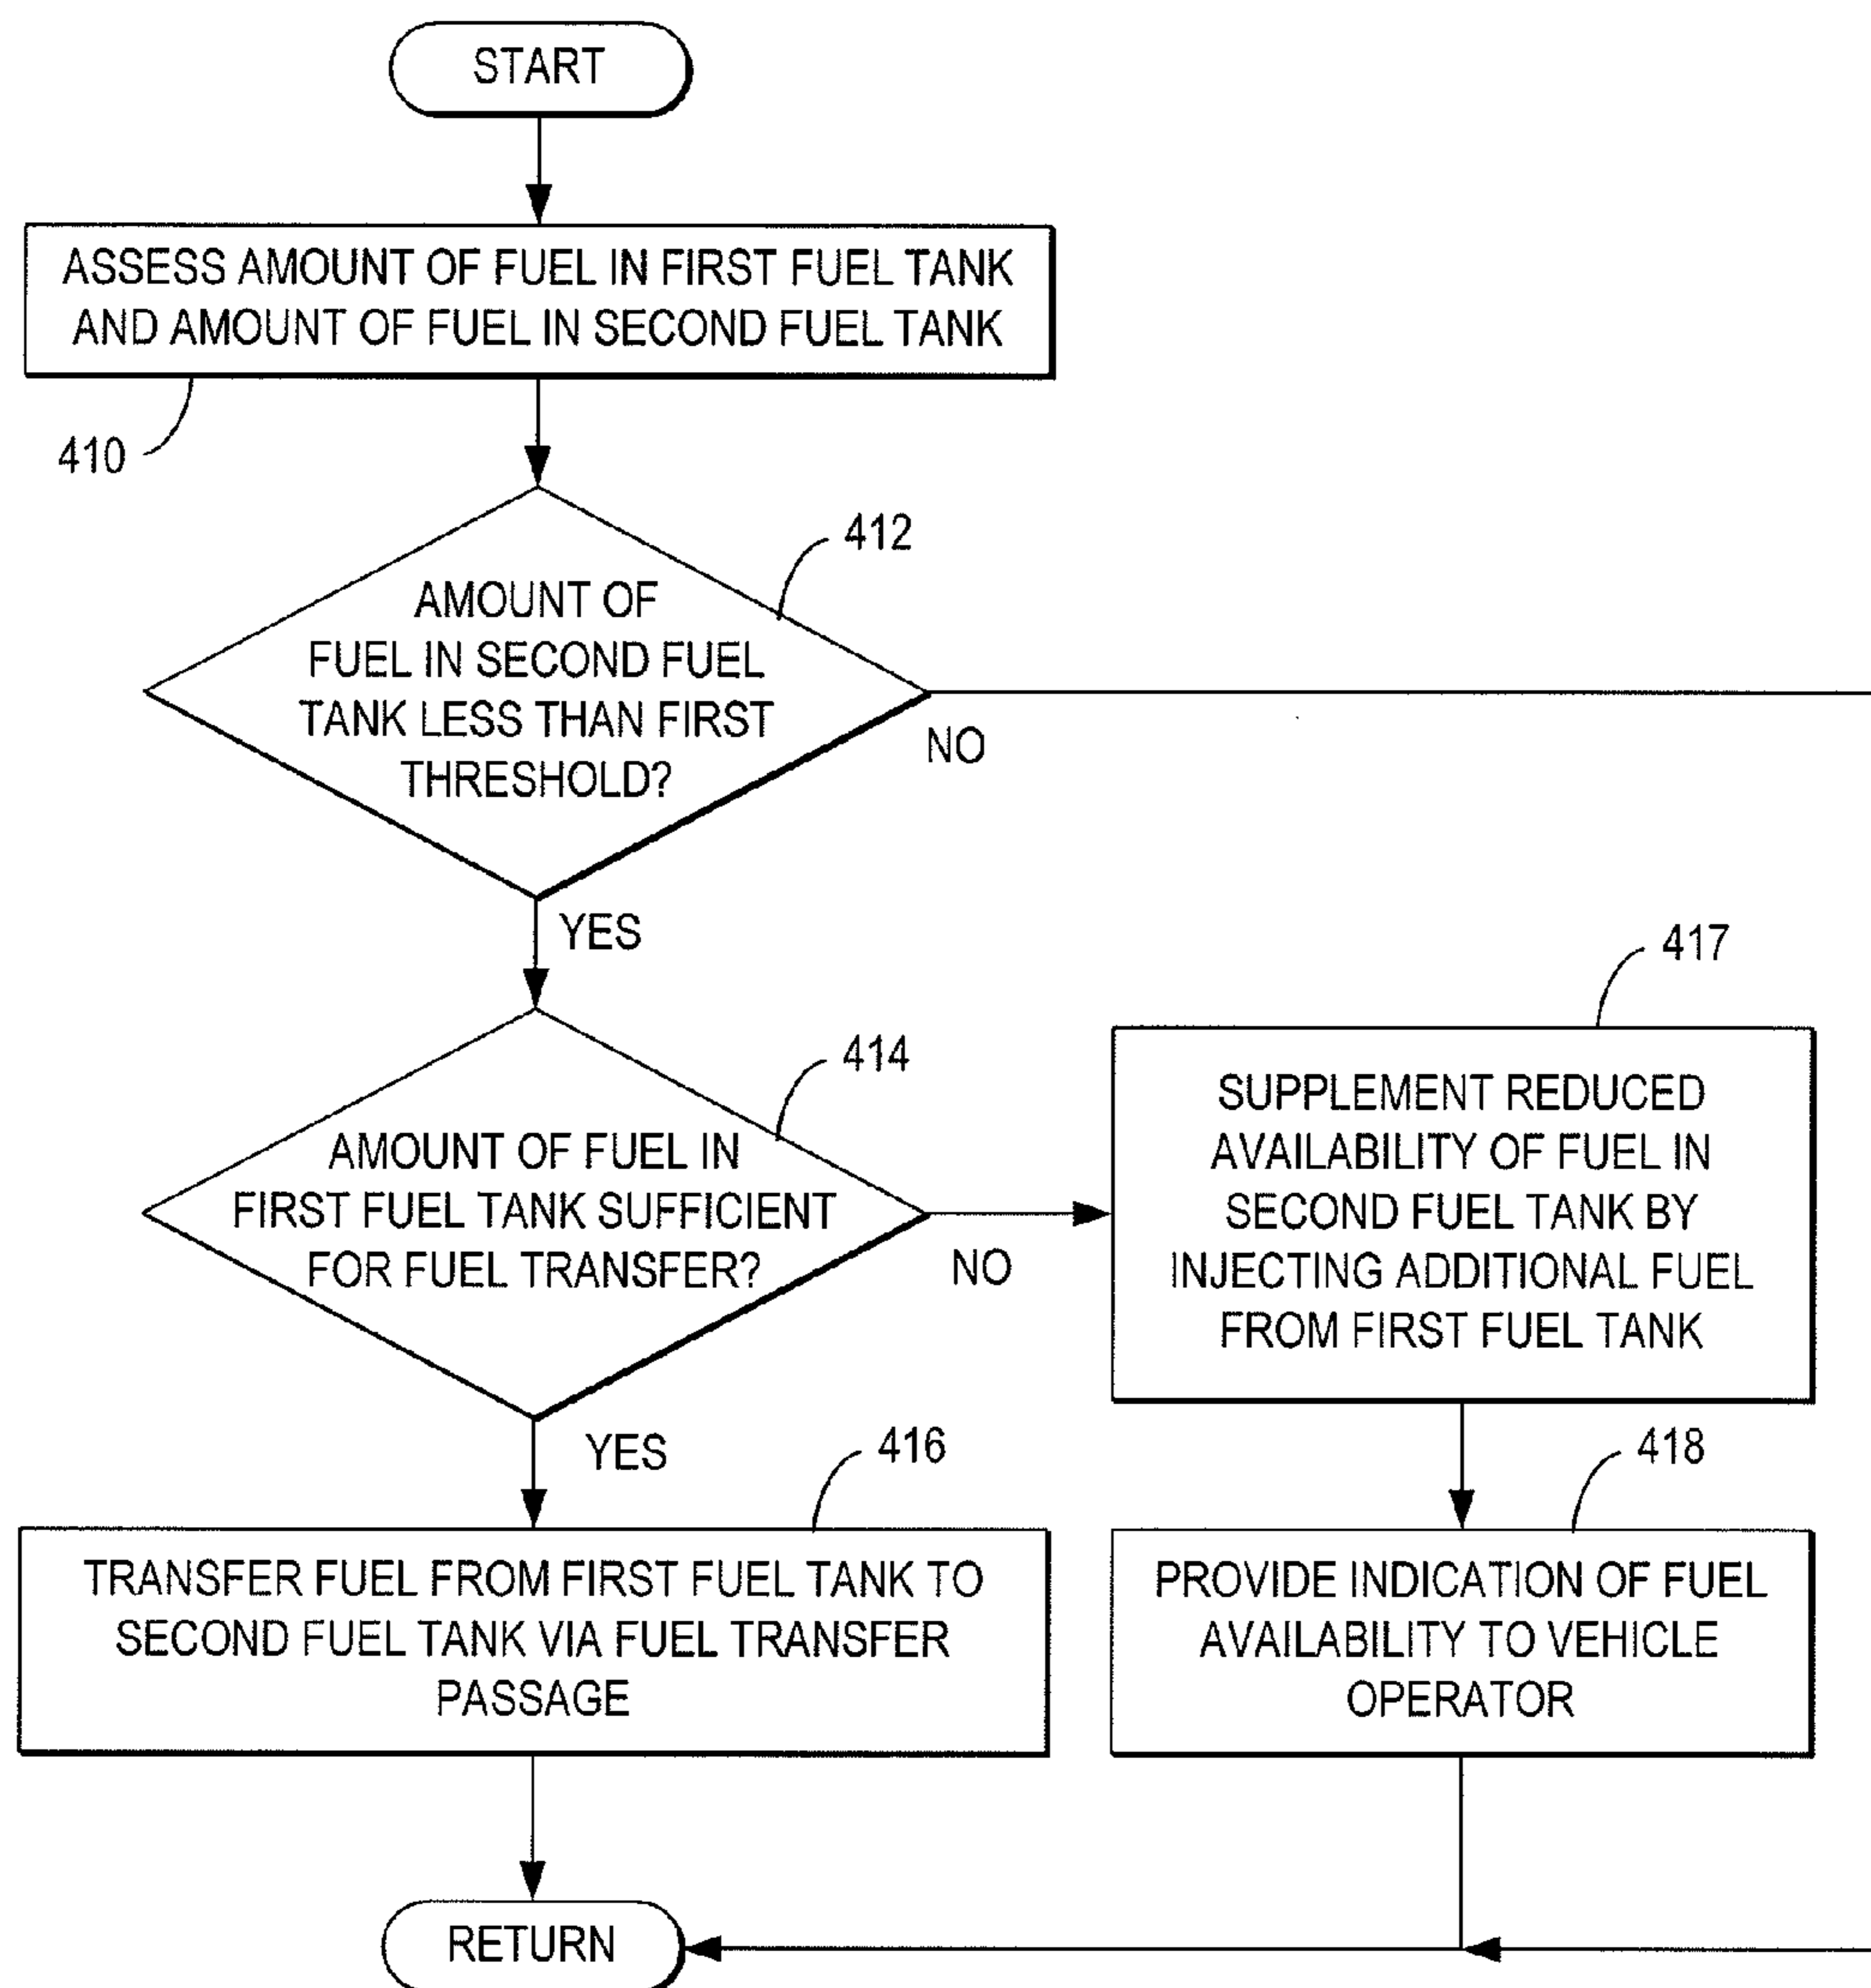 START
ASSESS AMOUNT OF FUEL IN FIRST FUEL TANK
AND AMOUNT OF FUEL IN SECOND FUEL TANK
410
412
AMOUNT OF
FUEL IN SECOND FUEL
TANK LESS THAN FIRST
THRESHOLD?
NO
YES
417
414
AMOUNT OF FUEL IN
FIRST FUEL TANK SUFFICIENT
FOR FUEL TRANSFER?
NO
SUPPLEMENT REDUCED
AVAILABILITY OF FUEL IN
SECOND FUEL TANK BY
INJECTING ADDITIONAL FUEL
FROM FIRST FUEL TANK
YES
416
418
TRANSFER FUEL FROM FIRST FUEL TANK TO
SECOND FUEL TANK VIA FUEL TRANSFER
PASSAGE
PROVIDE INDICATION OF FUEL
AVAILABILITY TO VEHICLE
OPERATOR
RETURN